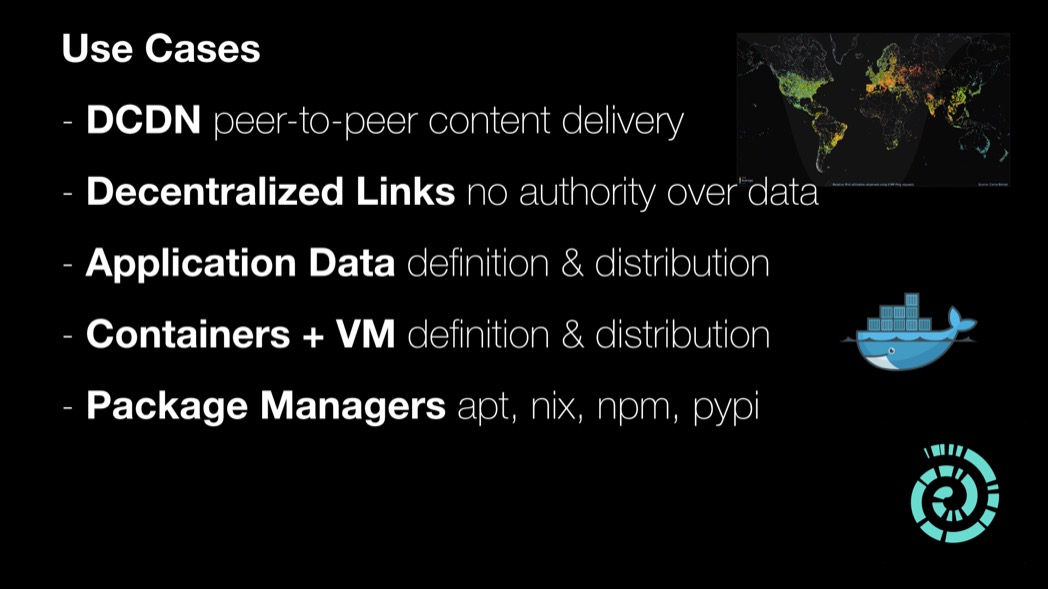 Use Cases
- DCDN peer-to-peer content delivery
- Decentralized Links no authority over data
- Application Data definition & distribution
- Containers + VM definition & distribution
- Package Managers apt, nix, npm, pypi